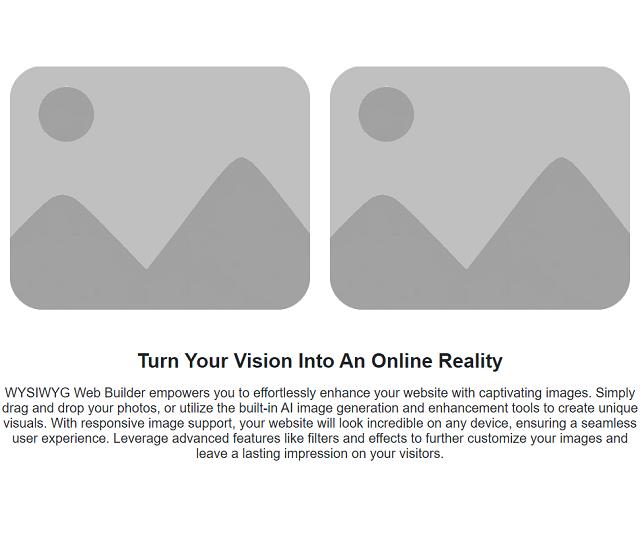 Turn Your Vision Into An Online Reality
WYSIWYG Web Builder empowers you to effortlessly enhance your website with captivating images. Simply
drag and drop your photos, or utilize the built-in AI image generation and enhancement tools to create unique
visuals. With responsive image support, your website will look incredible on any device, ensuring a seamless
user experience. Leverage advanced features like filters and effects to further customize your images and
leave a lasting impression on your visitors.